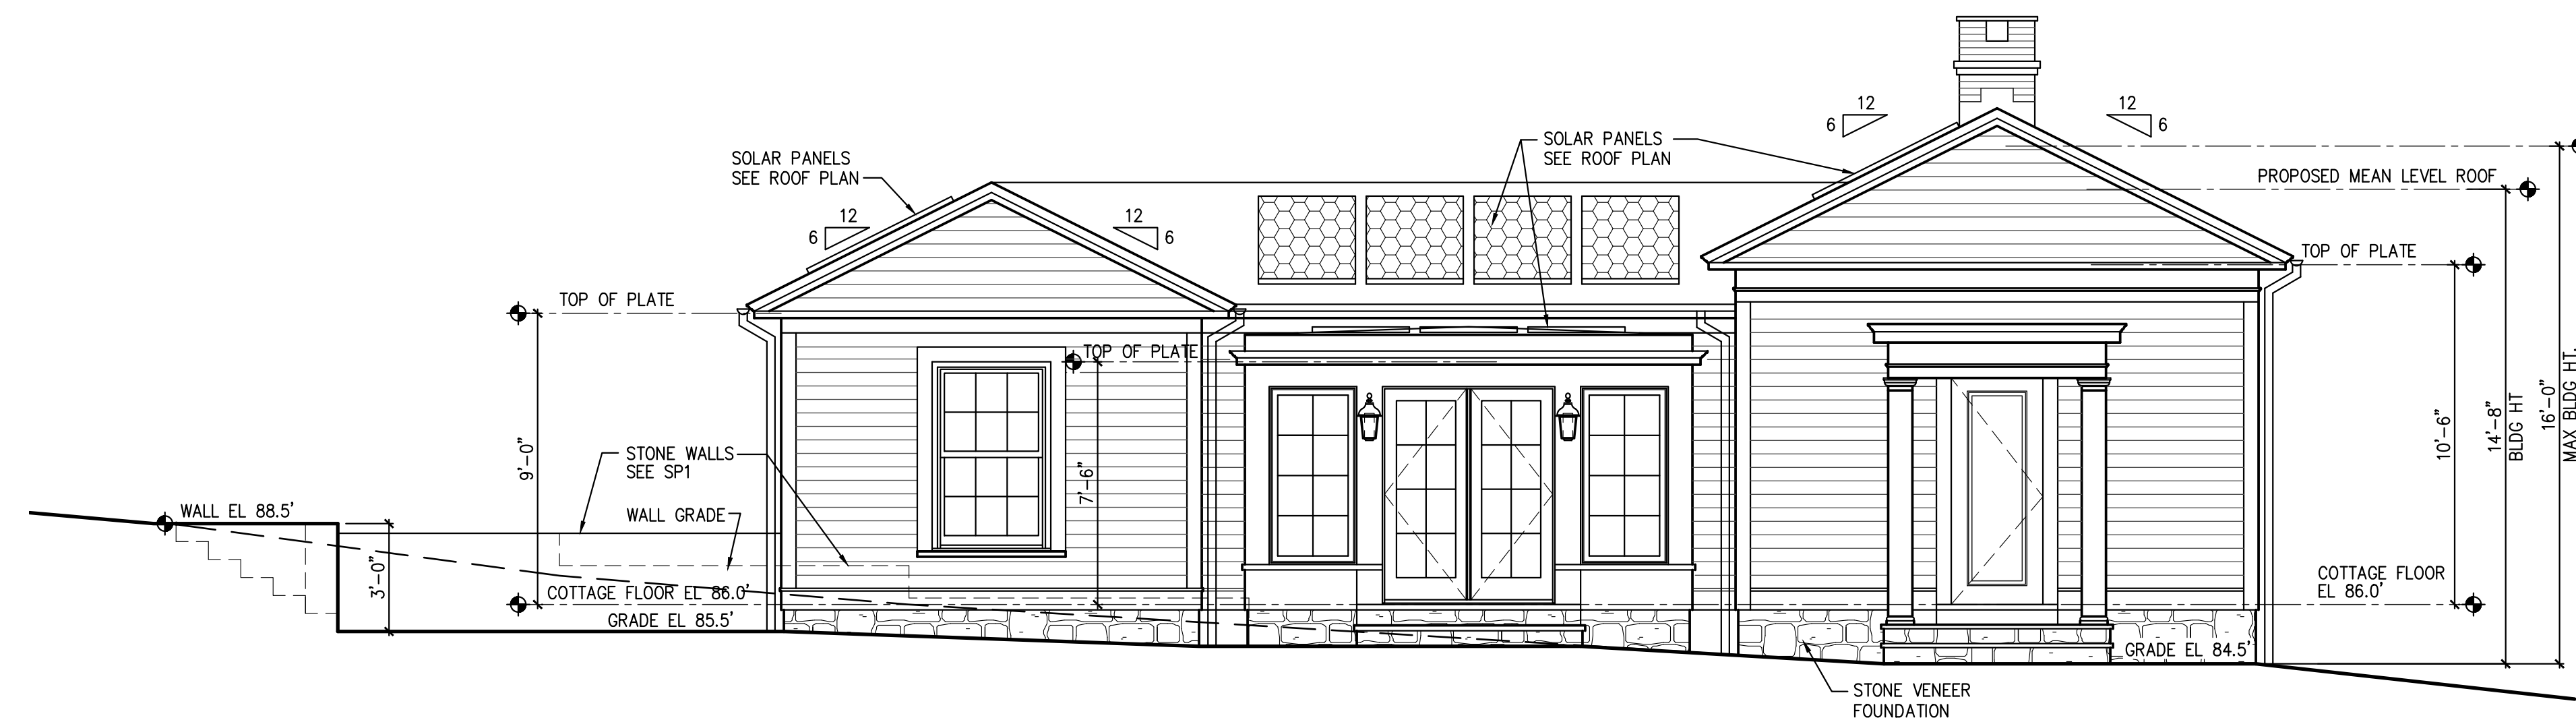 12
6
12
6
SOLAR PANELS
SEE ROOF PLAN
SOLAR PANELS
SEE ROOF PLAN
PROPOSED MEAN LEVEL ROOF
12
6
12
6
TOP OF PLATE
TOP OF PLATE
TOP OF PLATE
9'-0"
7'-6"
10'-6"
14'-8"
BLDG HT
16'-0"
MAX BLDG HT.
STONE WALLS
SEE SP1
WALL EL 88.5'
WALL GRADE
3'-0"
COTTAGE FLOOR EL 86.0'
COTTAGE FLOOR
EL 86.0'
GRADE EL 85.5'
GRADE EL 84.5'
STONE VENEER
FOUNDATION